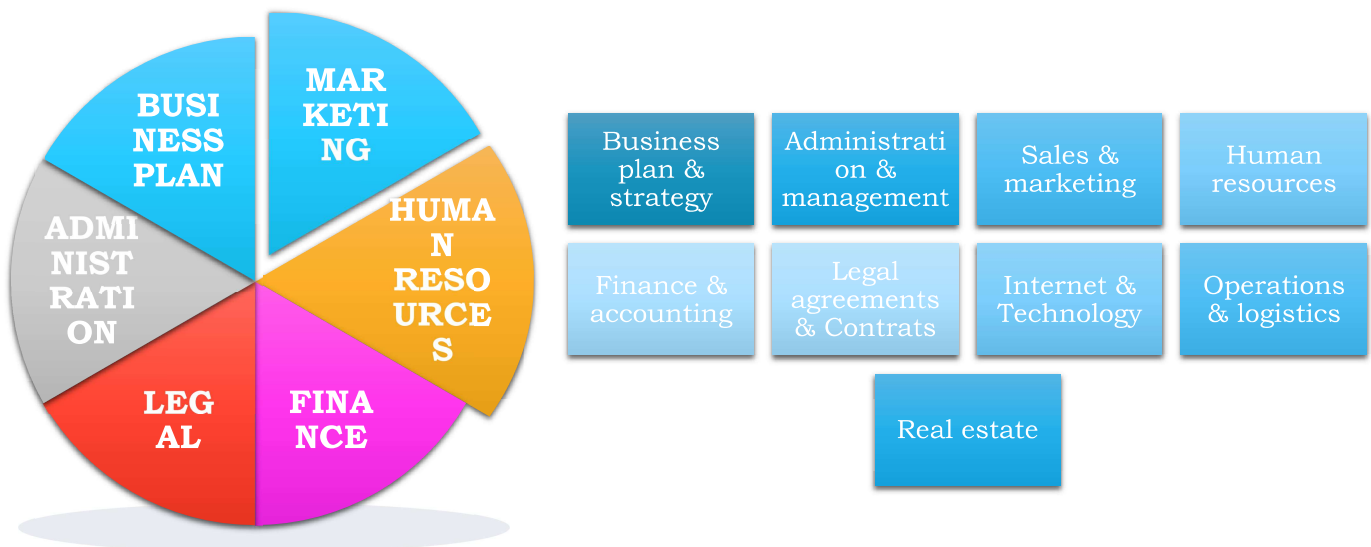 MAR
KETI
NG
BUSI
NESS
PLAN
HUMA
N
RESO
URCE
S
ADMI
NIST
RATI
ON
LEG
AL
FINA
NCE
Business
plan &
strategy
Administrati
on &
management
Sales &
marketing
Human
resources
Finance &
accounting
Legal
agreements
& Contrats
Internet &
Technology
Operations
& logistics
Real estate